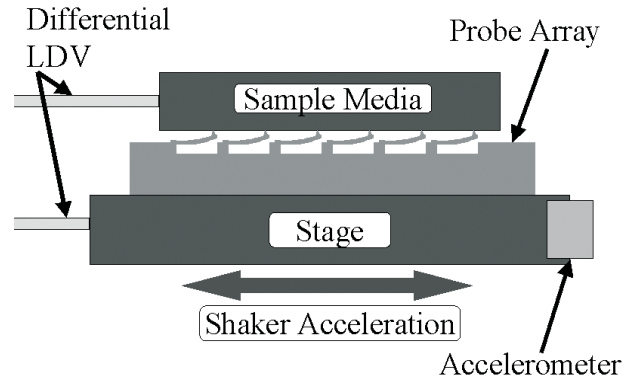 Differential
LDV
Probe Array
Sample Media
Stage
Shaker Acceleration
Accelerometer